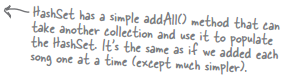 HashSet has a simple addAll() method that can
take another collection and use it to populate
the HashSet. It's the same as if we added each
song one at a time (except much simpler).